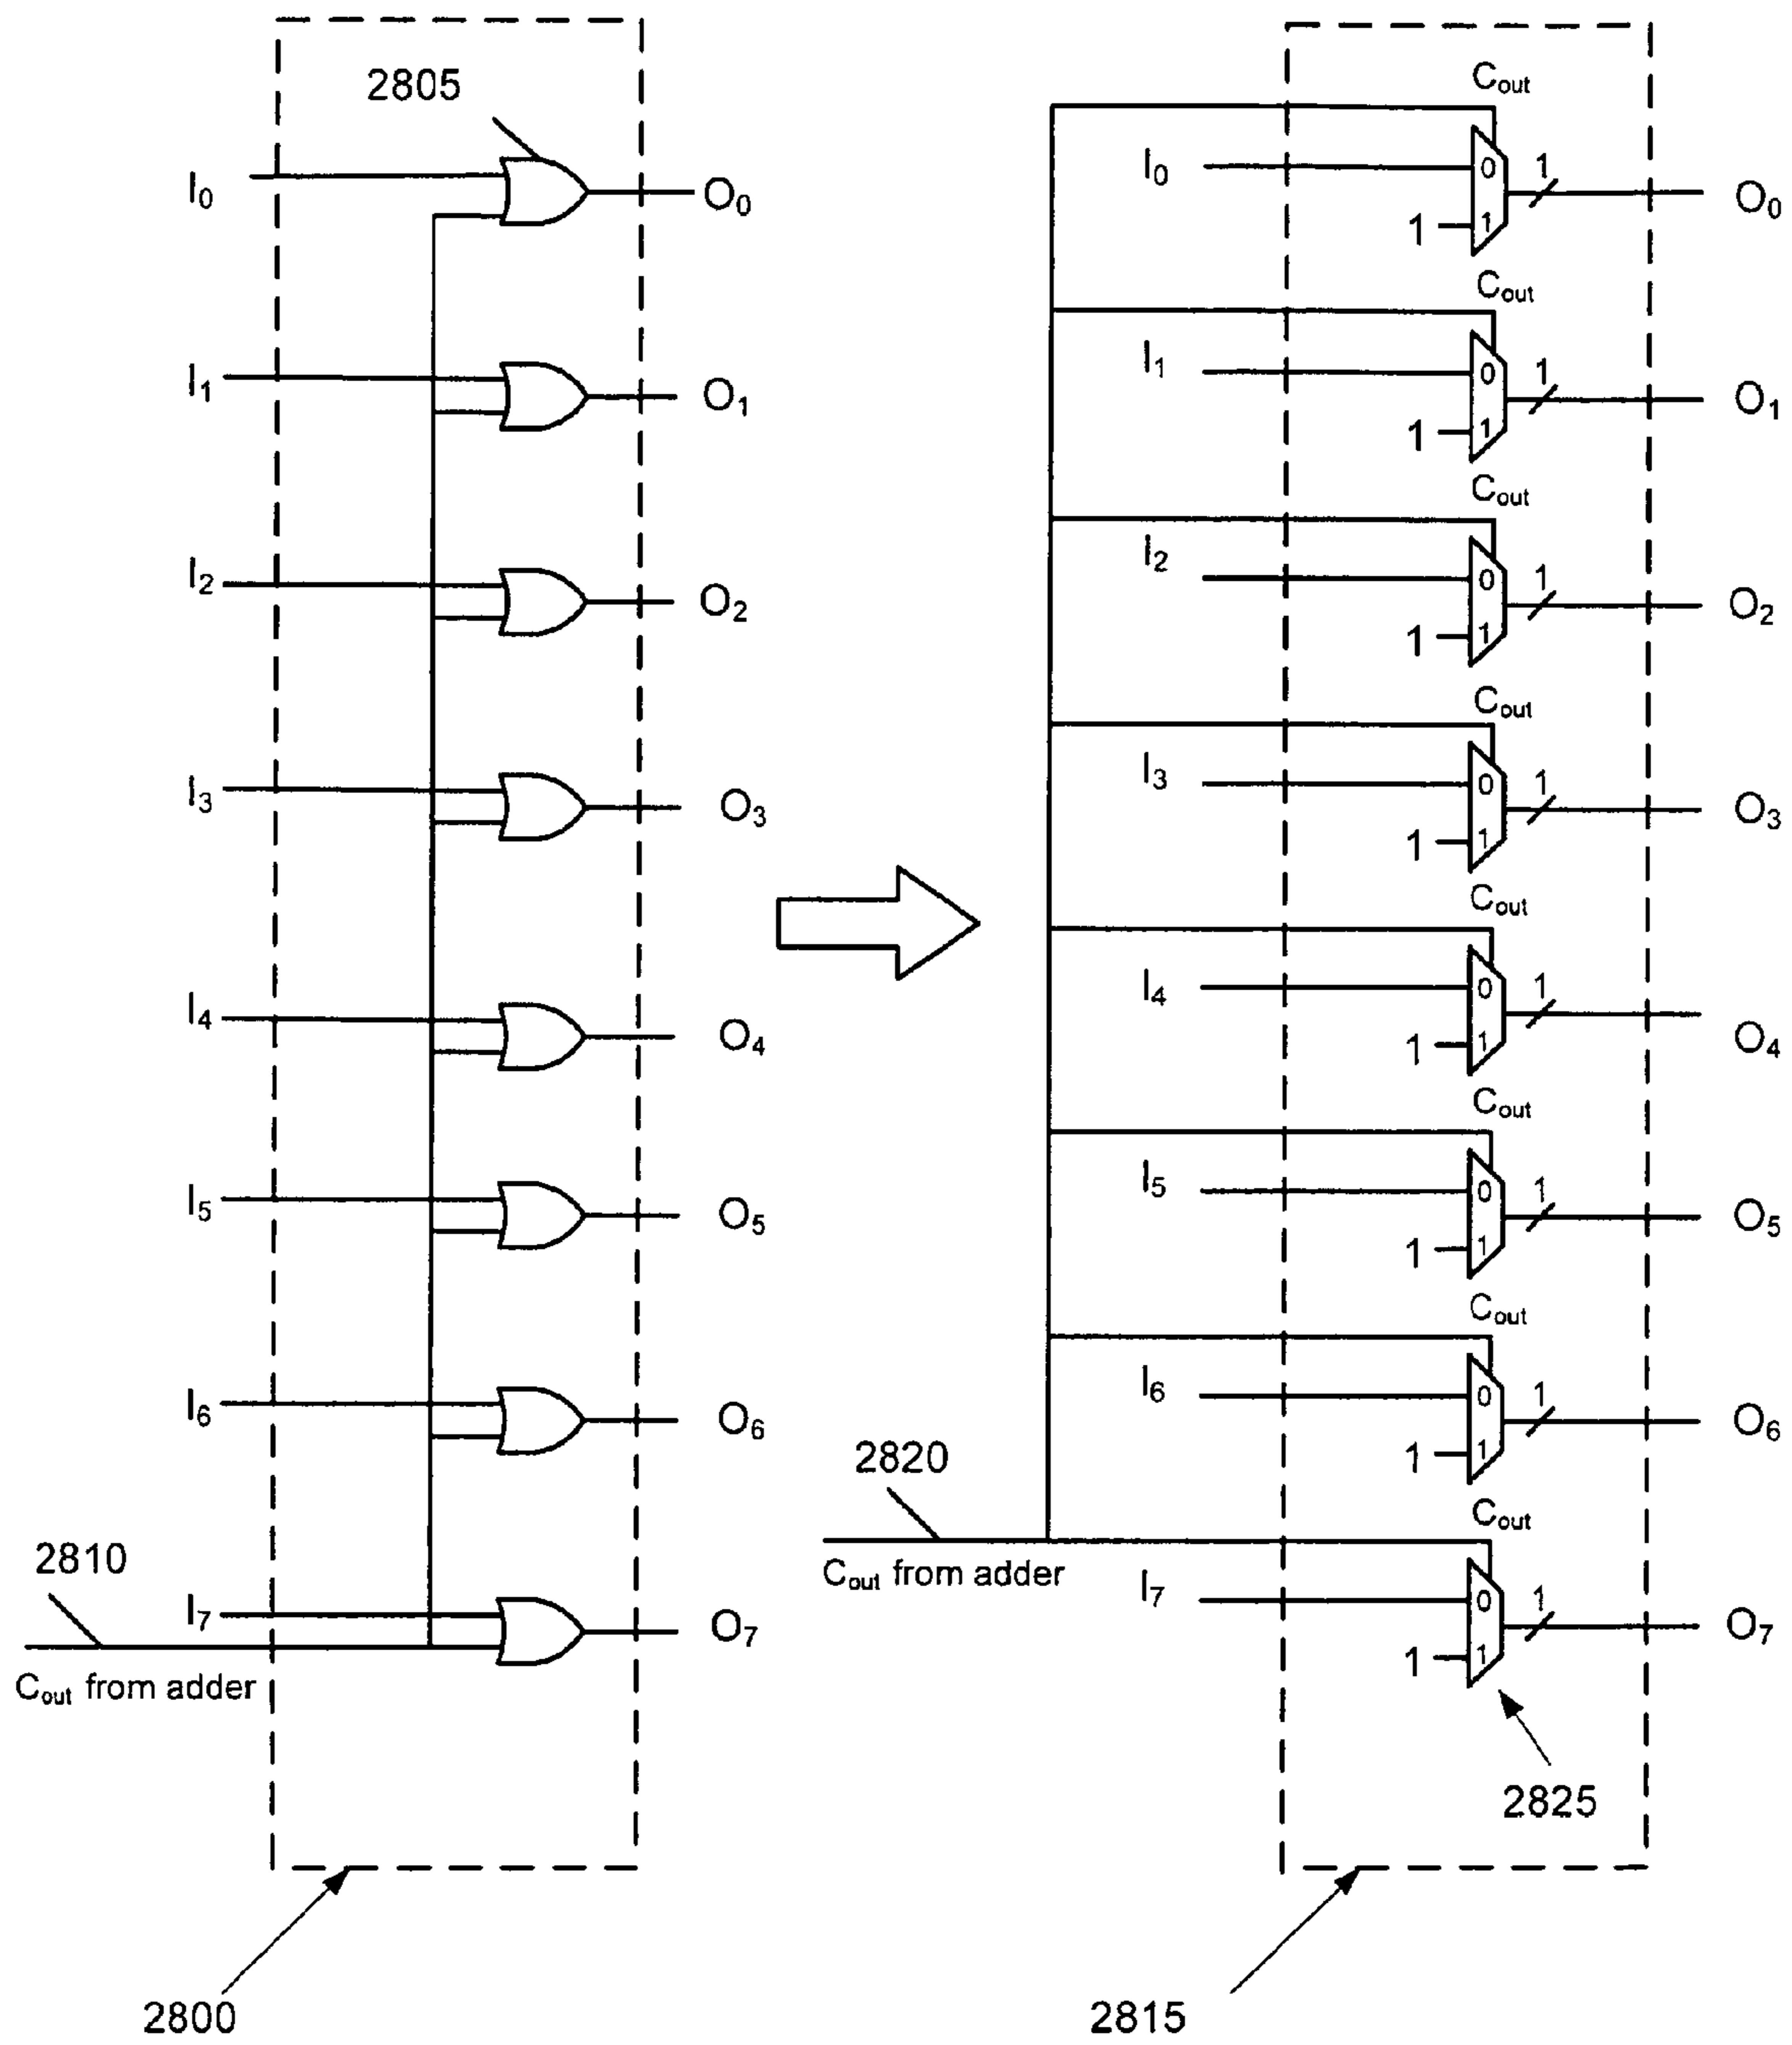 2805
I0
O0
I1
O1
I2
O2
I3
O3
I4
O4
I5
O5
I6
O6
2810
I7
O7
Cout from adder
2800
Cout
I0
0
1
1
1
O0
Cout
I1
0
1
1
1
O1
Cout
I2
0
1
1
1
O2
Cout
I3
0
1
1
1
O3
Cout
I4
0
1
1
1
O4
Cout
I5
0
1
1
1
O5
Cout
I6
0
1
1
1
O6
2820
Cout
Cout from adder
I7
0
1
1
1
O7
2825
2815